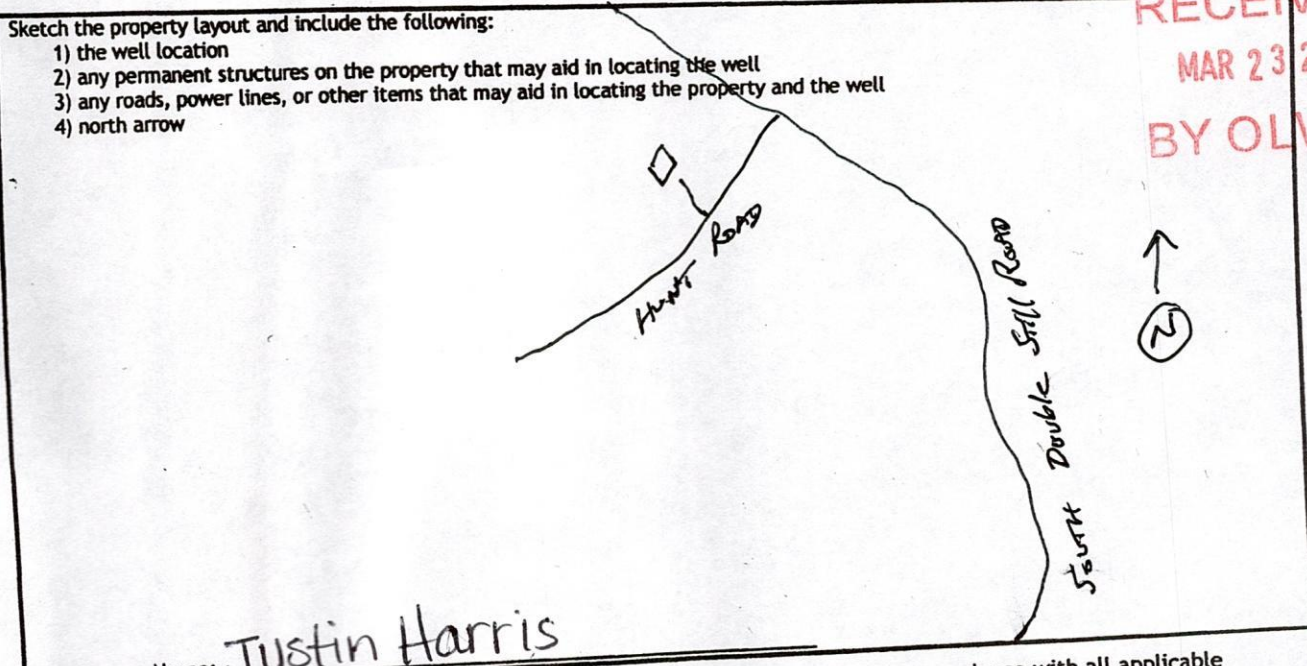 Sketch the property layout and include the following:
1) the well location
2) any permanent structures on the property that may aid in locating the well
3) any roads, power lines, or other items that may aid in locating the property and the well
4) north arrow
MAR 23
BY
HUNT ROAD
SOUTH Double Still ROAD
N
Justin Harris
with all applicable